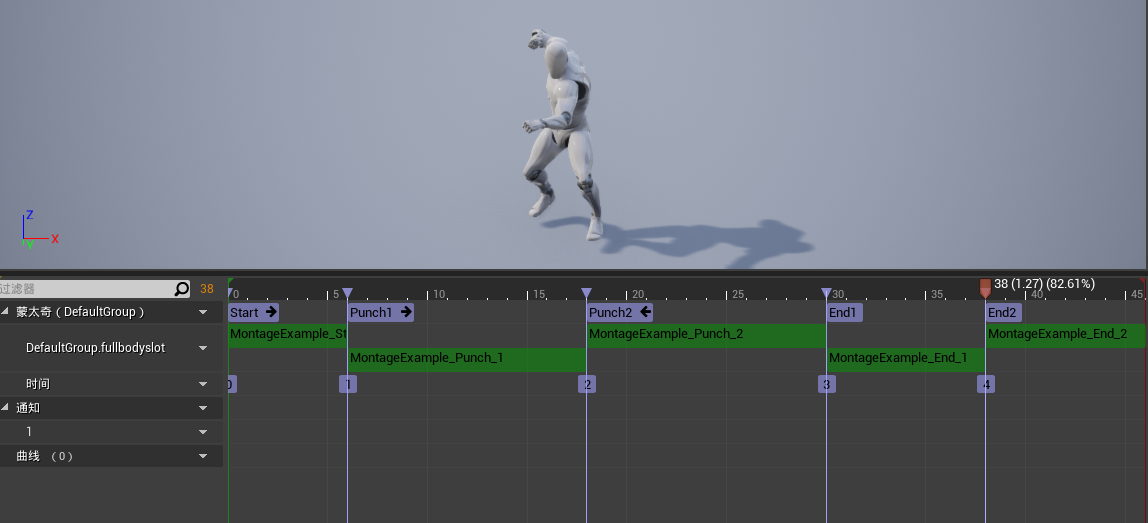 Z
X
Y
过滤器
38
0
5
10
15
20
25
30
35
38 (1.27) (82.61%)
40
45
蒙太奇（DefaultGroup）
Start
Punch1
Punch2
End1
End2
DefaultGroup.fullbodyslot
MontageExample_St
MontageExample_Punch_2
MontageExample_End_2
MontageExample_Punch_1
MontageExample_End_1
时间
0
1
2
3
4
通知
1
曲线 （0）